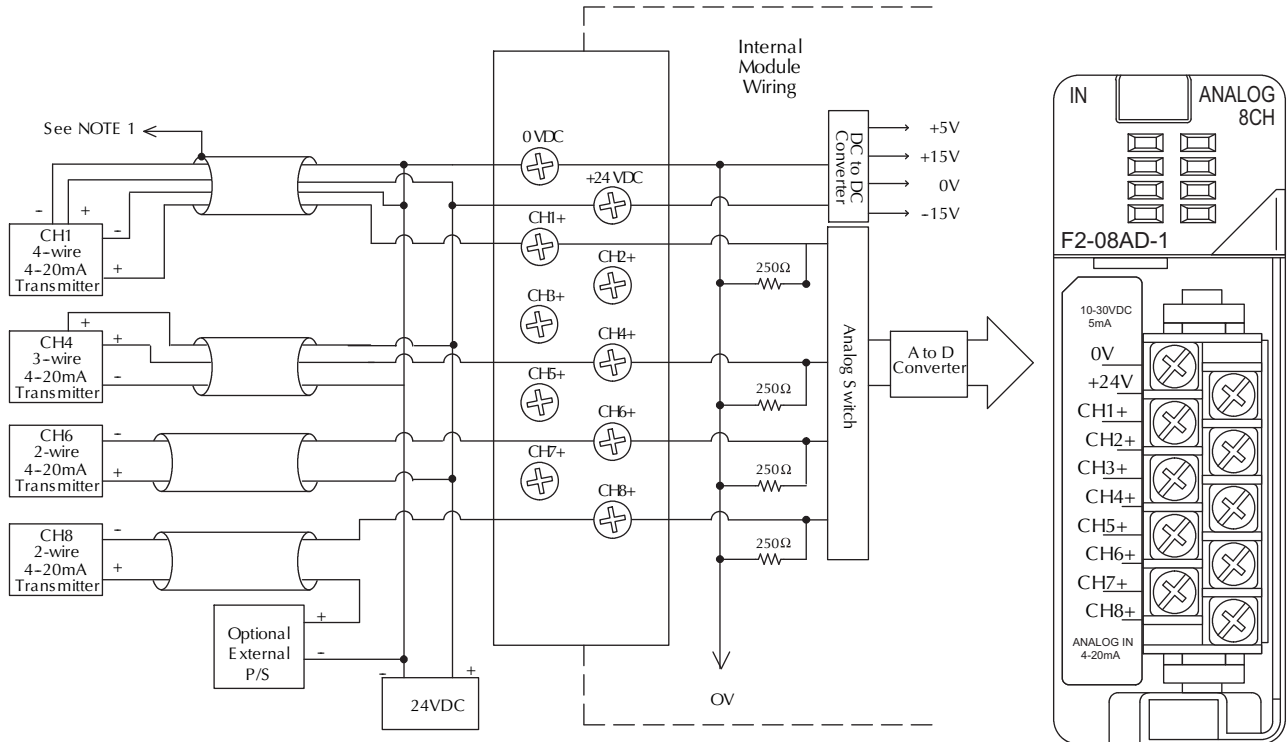 Internal
Module
Wiring
See NOTE 1
0 VDC
+24 VDC
CH1+
CH2+
CH3+
CH4+
CH5+
CH6+
CH7+
CH8+
DC to DC
Converter
+5V
+15V
0V
-15V
250Ω
250Ω
250Ω
250Ω
Analog Switch
A to D
Converter
- +
-
+
CH1
4-wire
4-20mA
Transmitter
+
+
-
CH4
3-wire
4-20mA
Transmitter
-
+
CH6
2-wire
4-20mA
Transmitter
-
+
CH8
2-wire
4-20mA
Transmitter
+
-
Optional
External
P/S
- +
24VDC
OV
IN
ANALOG
8CH
F2-08AD-1
10-30VDC
5mA
0V
+24V
CH1+
CH2+
CH3+
CH4+
CH5+
CH6+
CH7+
CH8+
ANALOG IN
4-20mA